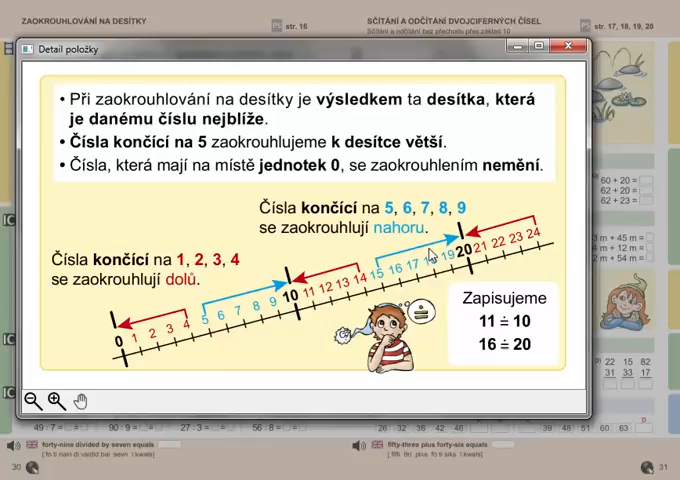 ZAOKROUHLOVÁNÍ NA DESÍTKY
str. 16
SČÍTÁNÍ A ODČÍTÁNÍ DVOJCIFERNÝCH ČÍSEL
Sčítání a odčítání bez přechodu přes základ 10
str. 17, 18, 19, 20
Detail položky
• Při zaokrouhlování na desítky je výsledkem ta desítka, která
je danému číslu nejblíže.
• Čísla končící na 5 zaokrouhlujeme k desítce větší.
• Čísla, která mají na místě jednotek 0, se zaokrouhlením nemění.
Čísla končící na 5, 6, 7, 8, 9
se zaokrouhlují nahoru.
Čísla končící na 1, 2, 3, 4
se zaokrouhlují dolů.
0 1 2 3 4 5 6 7 8 9 10 11 12 13 14 15 16 17 18 19 20 21 22 23 24
Zapisujeme
11 ≐ 10
16 ≐ 20
≐
60 + 20 =
62 + 20 =
62 + 23 =
3 m + 45 m =
4 m + 12 m =
2 m + 54 m =
22 15 82
31 33 17
49 : 7 = 90 : 9 = 27 : 3 = 56 : 8 =
26 32 38 42 46 39 48 51 60 63
forty-nine divided by seven equals
fifty-three plus forty-six equals
30
31